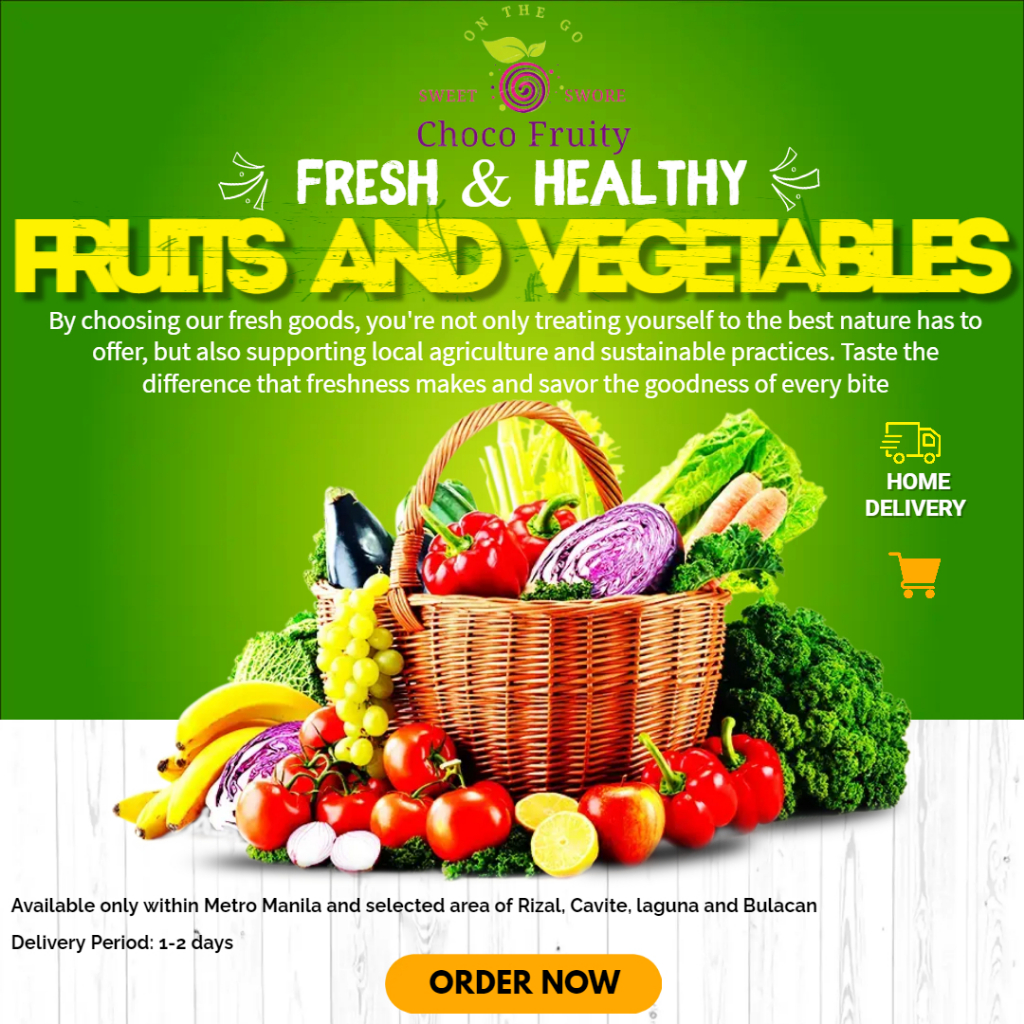 ON THE GO
SWEET SWORE
Choco Fruity
FRESH & HEALTHY
FRUITS AND VEGETABLES
By choosing our fresh goods, you're not only treating yourself to the best nature has to
offer, but also supporting local agriculture and sustainable practices. Taste the
difference that freshness makes and savor the goodness of every bite
HOME
DELIVERY
Available only within Metro Manila and selected area of Rizal, Cavite, laguna and Bulacan
Delivery Period: 1-2 days
ORDER NOW